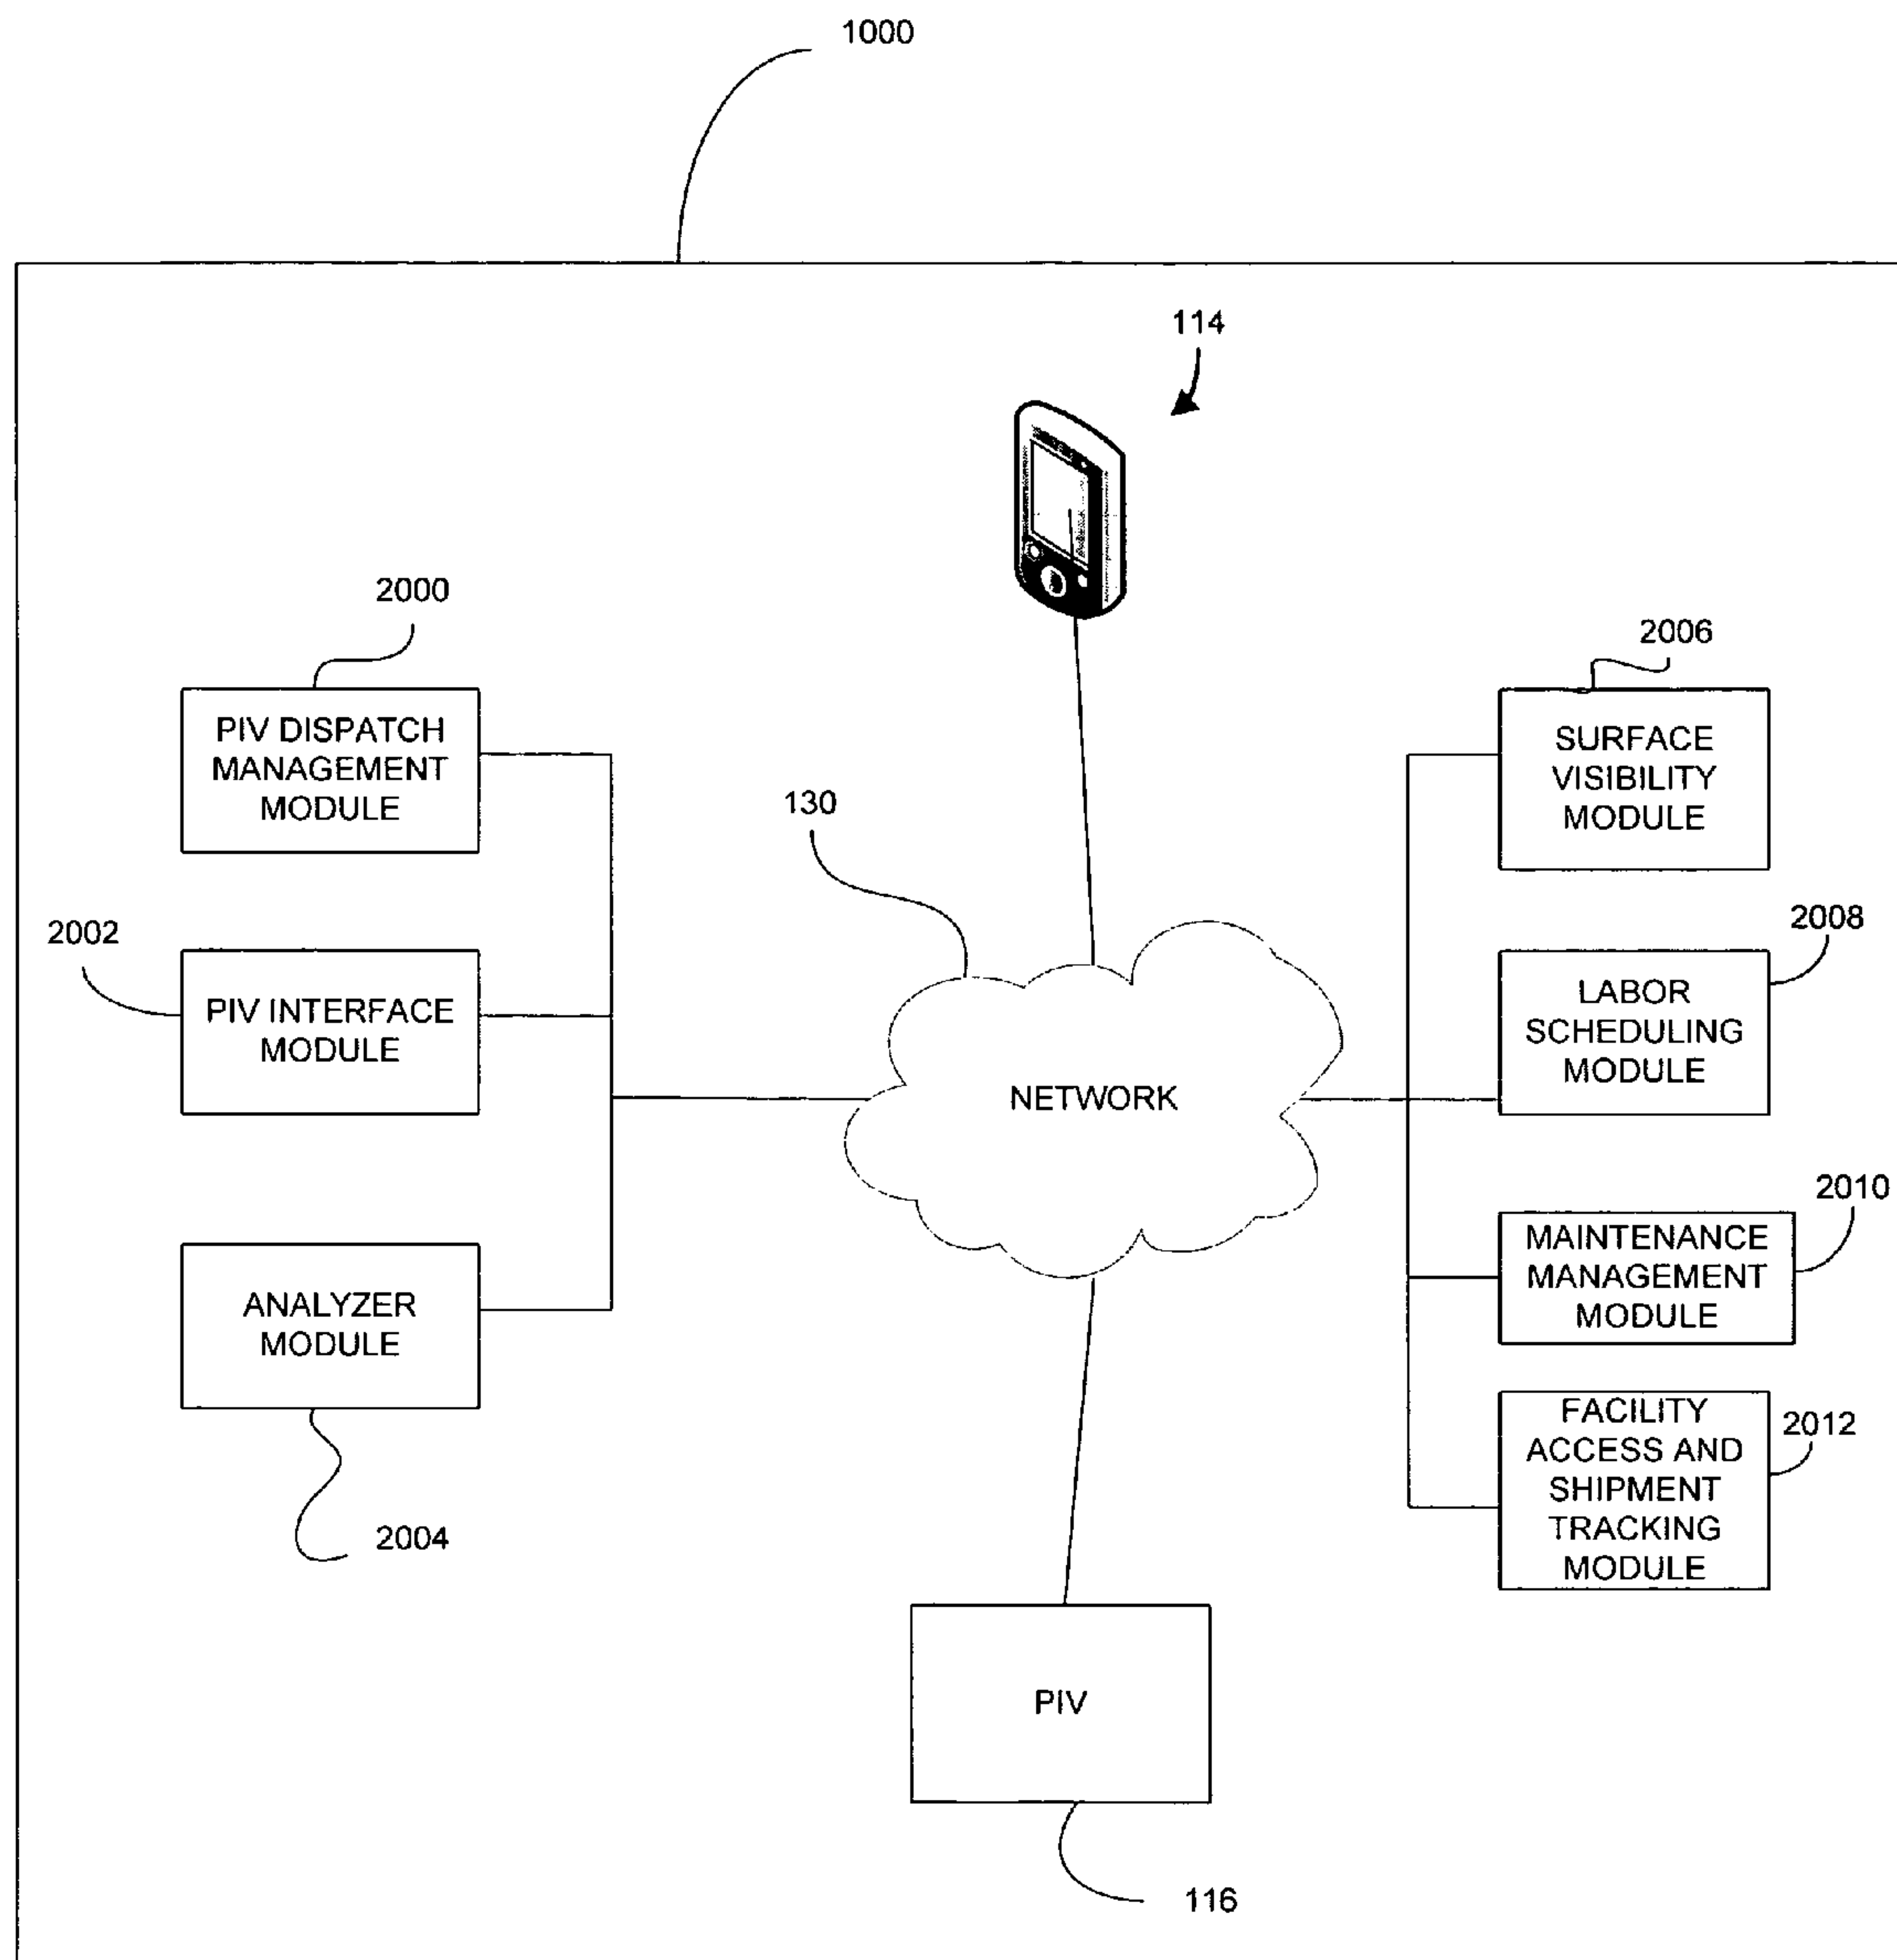 1000
114
2000
PIV DISPATCH
MANAGEMENT
MODULE
2006
SURFACE
VISIBILITY
MODULE
130
2002
PIV INTERFACE
MODULE
NETWORK
2008
LABOR
SCHEDULING
MODULE
2010
MAINTENANCE
MANAGEMENT
MODULE
ANALYZER
MODULE
2004
2012
FACILITY
ACCESS AND
SHIPMENT
TRACKING
MODULE
PIV
116